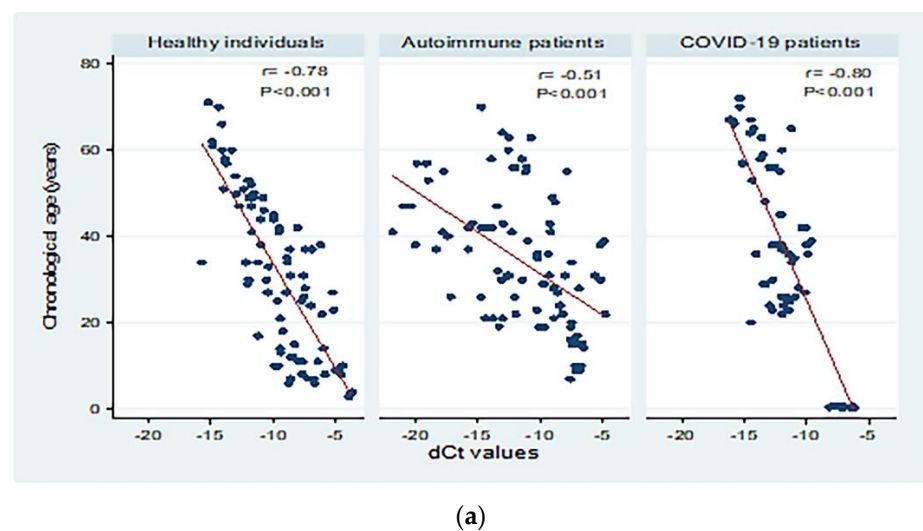 Healthy individuals
Autoimmune patients
COVID-19 patients
r= -0.78
P<0.001
r= -0.51
P<0.001
r= -0.80
P<0.001
Chronological age (years)
80
60
40
20
0
-20 -15 -10 -5
-20 -15 -10 -5
-20 -15 -10 -5
dCt values
(a)